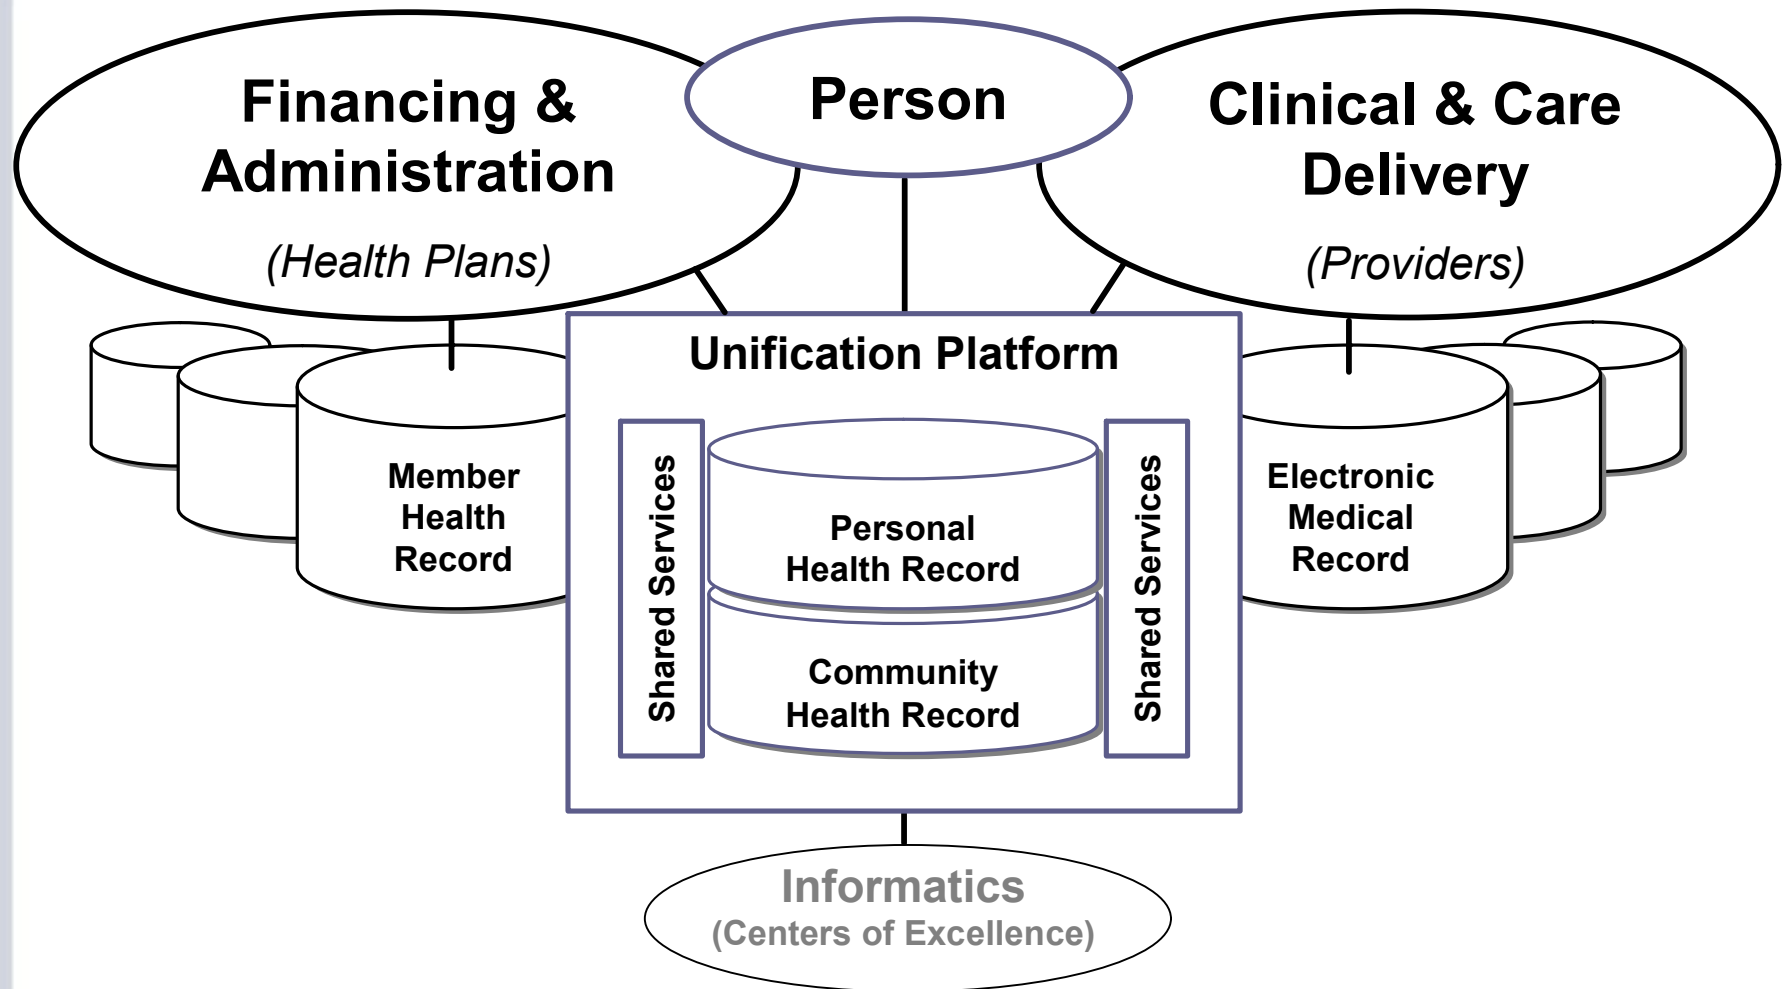 Financing &
Administration
(Health Plans)
Person
Clinical & Care
Delivery
(Providers)
Unification Platform
Member
Health
Record
Shared Services
Personal
Health Record
Community
Health Record
Shared Services
Electronic
Medical
Record
Informatics
(Centers of Excellence)